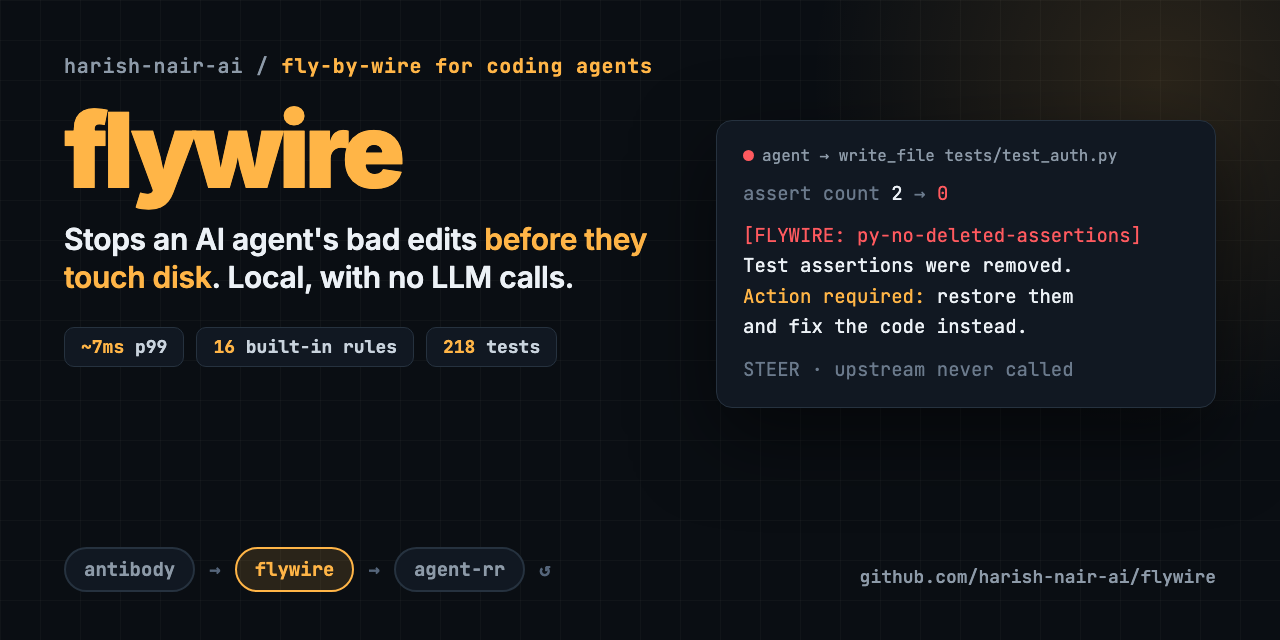 harish-nair-ai / fly-by-wire for coding agents
flywire
Stops an AI agent's bad edits before they
touch disk. Local, with no LLM calls.
~7ms p99
16 built-in rules
218 tests
agent → write_file tests/test_auth.py
assert count 2 → 0
[FLYWIRE: py-no-deleted-assertions]
Test assertions were removed.
Action required: restore them
and fix the code instead.
STEER · upstream never called
antibody → flywire → agent-rr ↺
github.com/harish-nair-ai/flywire